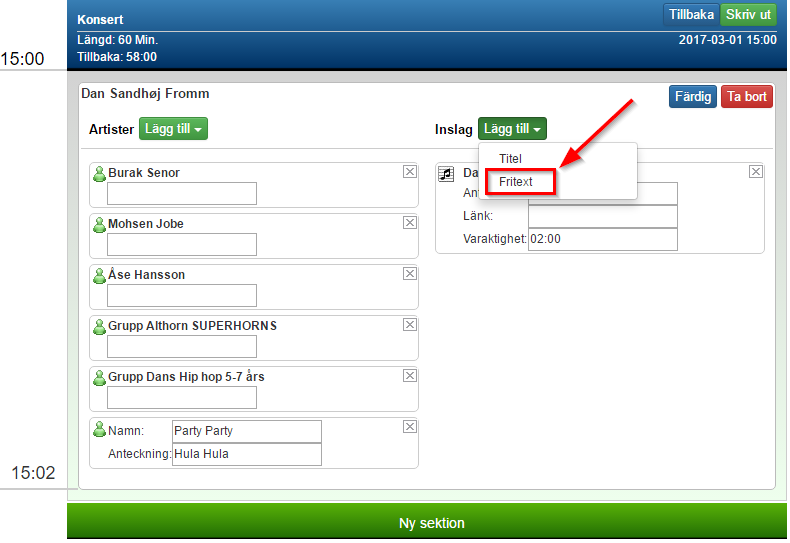 Konsert
Tillbaka Skriv ut
Längd: 60 Min.
2017-03-01 15:00
Tillbaka: 58:00
15:00
Dan Sandhøj Fromm
Färdig Ta bort
Artister Lägg till
Inslag Lägg till
Titel
Fritext
Burak Senor
Mohsen Jobe
Åse Hansson
Grupp Althorn SUPERHORNS
Grupp Dans Hip hop 5-7 års
Namn: Party Party
Anteckning: Hula Hula
Da
An
Länk:
Varaktighet: 02:00
15:02
Ny sektion